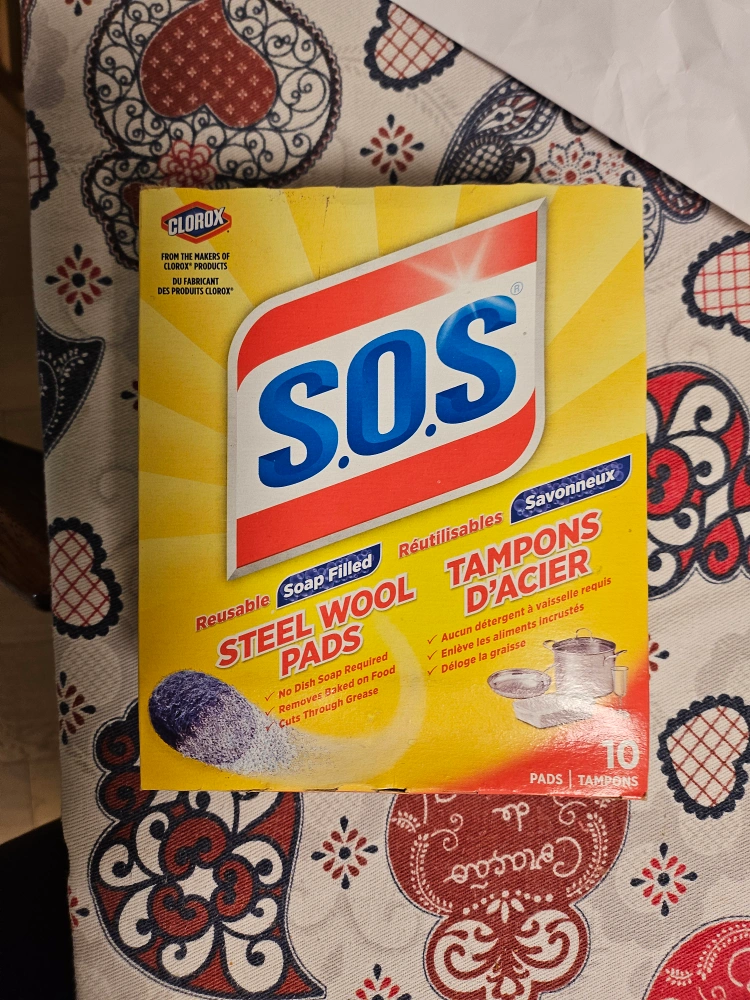 CLOROX
FROM THE MAKERS OF
CLOROX® PRODUCTS
DU FABRICANT
DES PRODUITS CLOROX®
S.O.S
®
Reusable Soap Filled
STEEL WOOL
PADS
✓ No Dish Soap Required
✓ Removes Baked on Food
✓ Cuts Through Grease
Réutilisables Savonneux
TAMPONS
D'ACIER
✓ Aucun détergent à vaisselle requis
✓ Enlève les aliments incrustés
✓ Déloge la graisse
10
PADS | TAMPONS
Coração
de